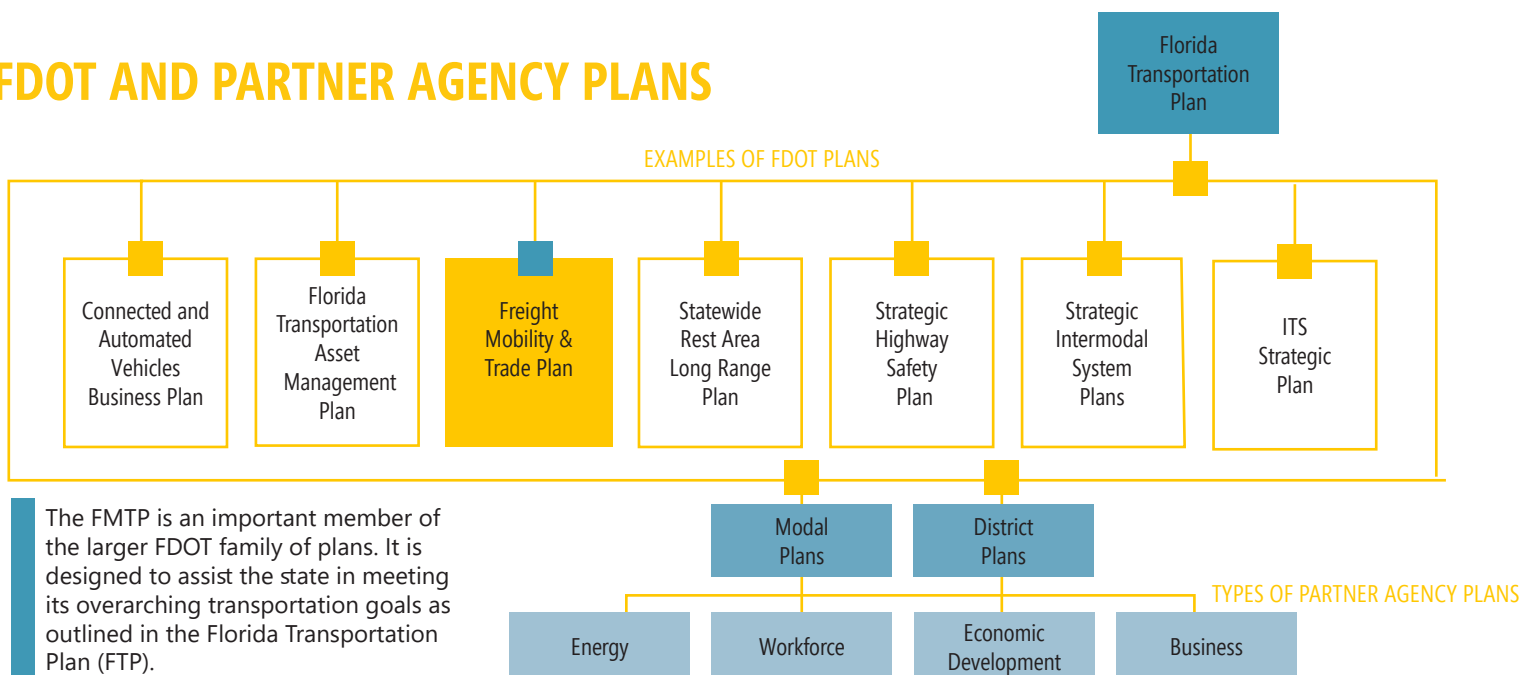 FDOT AND PARTNER AGENCY PLANS
Florida
Transportation
Plan
EXAMPLES OF FDOT PLANS
Connected and
Automated
Vehicles
Business Plan
Florida
Transportation
Asset
Management
Plan
Freight
Mobility &
Trade Plan
Statewide
Rest Area
Long Range
Plan
Strategic
Highway
Safety
Plan
Strategic
Intermodal
System
Plans
ITS
Strategic
Plan
The FMTP is an important member of
the larger FDOT family of plans. It is
designed to assist the state in meeting
its overarching transportation goals as
outlined in the Florida Transportation
Plan (FTP).
Modal
Plans
District
Plans
TYPES OF PARTNER AGENCY PLANS
Energy
Workforce
Economic
Development
Business